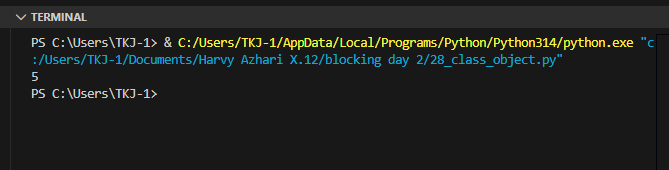 TERMINAL
PS C:\Users\TKJ-1> & C:/Users/TKJ-1/AppData/Local/Programs/Python/Python314/python.exe "c
:/Users/TKJ-1/Documents/Harvy Azhari X.12/blocking day 2/28_class_object.py"
5
PS C:\Users\TKJ-1>